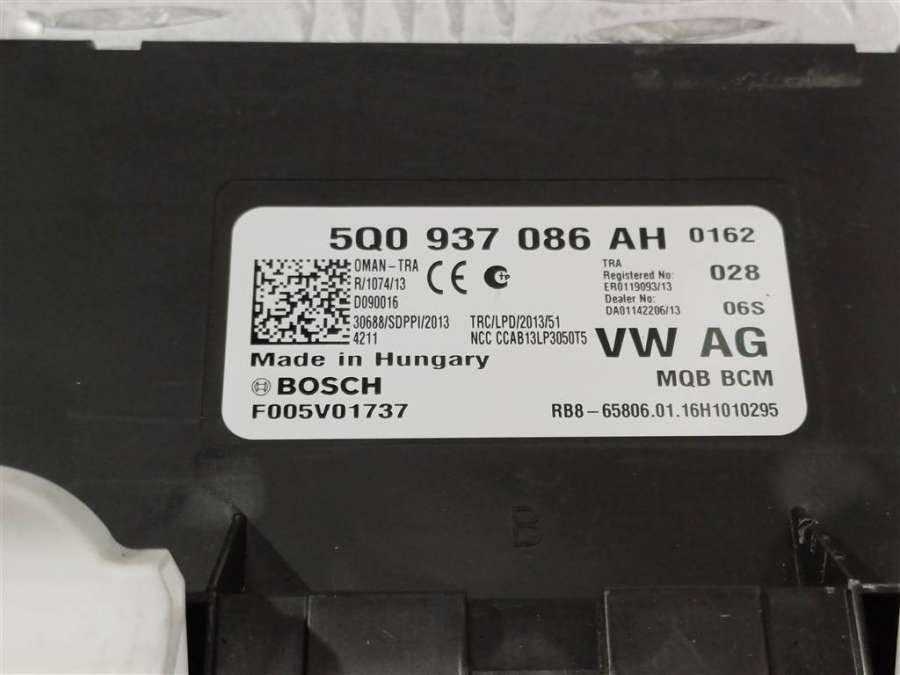 5Q0 937 086 AH 0162
OMAN-TRA
R/1074/13
D090016
30688/SDPPI/2013
4211
CE
TRC/LPD/2013/51
NCC CCAB13LP3050T5
TRA
Registered No:
ER0119093/13
Dealer No:
DA01142206/13
028
06S
VW AG
Made in Hungary
MQB BCM
BOSCH
F005V01737
RB8-65806.01.16H1010295
B